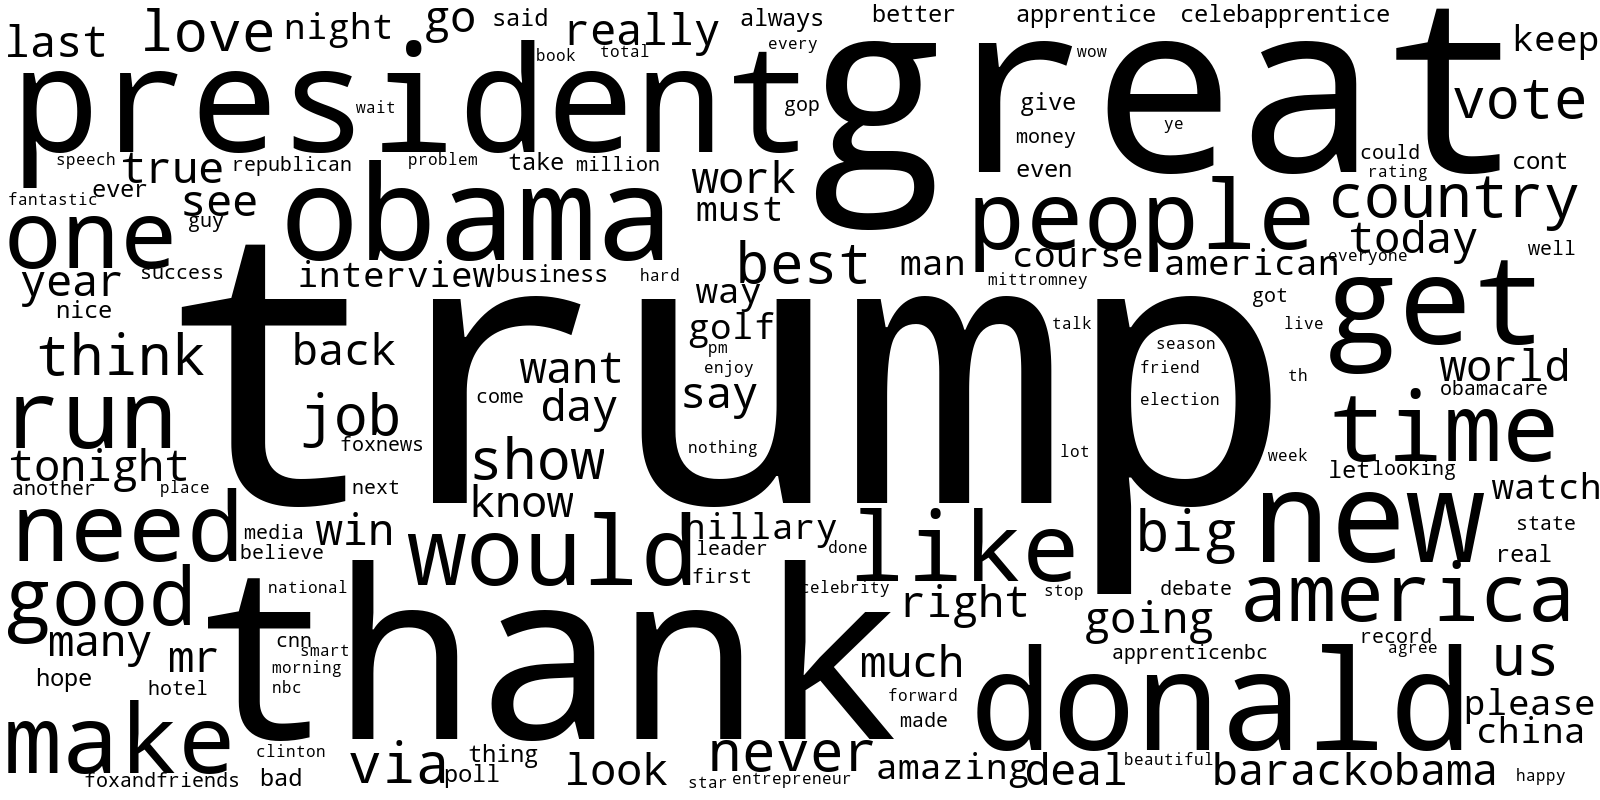 last love night go said really always better apprentice celebapprentice keep
president book total every great wow vote
wait gop give money ye
speech true republican problem take million even could rating cont
fantastic ever see guy obama work must people country
one today well
year success interview business hard best man course american everyone
nice trump way mittromney got get
think back want golf pm talk season live
enjoy friend th world
run job come day say election obamacare time
foxnews show nothing lot week
tonight let looking
another place next know watch
need media win would hillary like big new state
believe leader done real
good national thank first celebrity right stop debate america
many mr cnn smart going record agree us
hope hotel morning nbc much apprenticenbc donald
make forward made please china
clinton via thing never
foxandfriends bad poll look star entrepreneur amazing deal beautiful barackobama happy